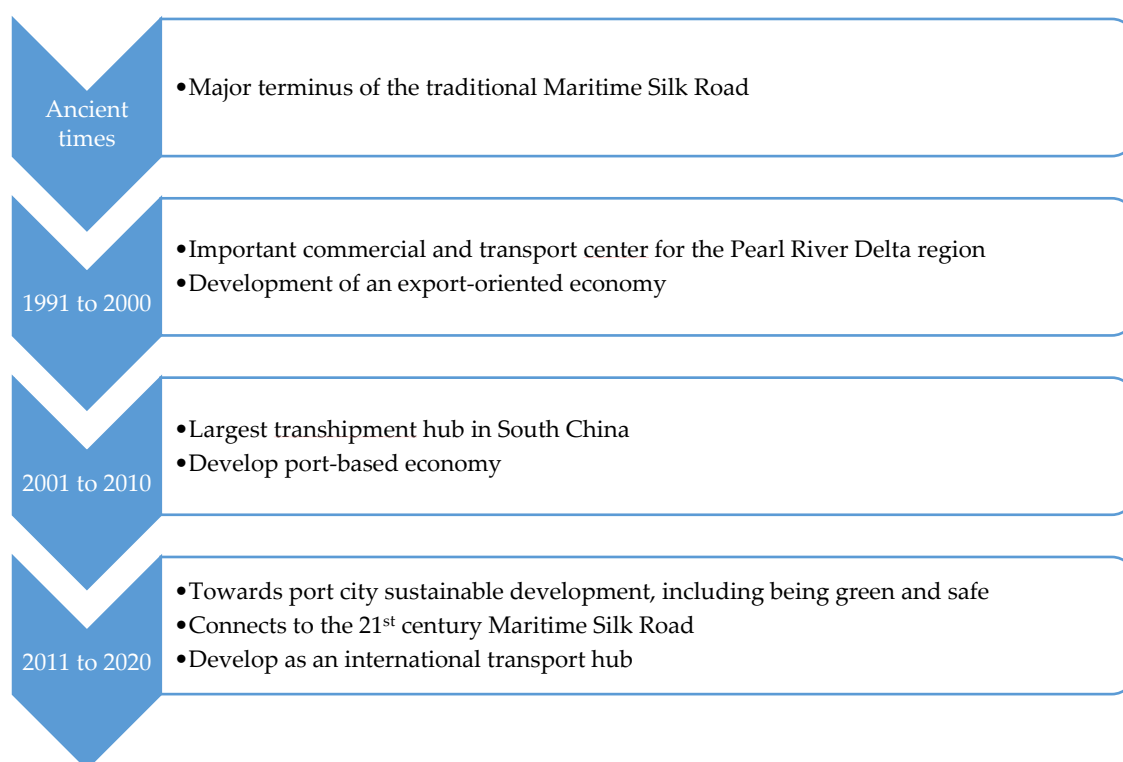 Ancient
times
•Major terminus of the traditional Maritime Silk Road
1991 to 2000
•Important commercial and transport center for the Pearl River Delta region
•Development of an export-oriented economy
2001 to 2010
•Largest transhipment hub in South China
•Develop port-based economy
2011 to 2020
•Towards port city sustainable development, including being green and safe
•Connects to the 21st century Maritime Silk Road
•Develop as an international transport hub